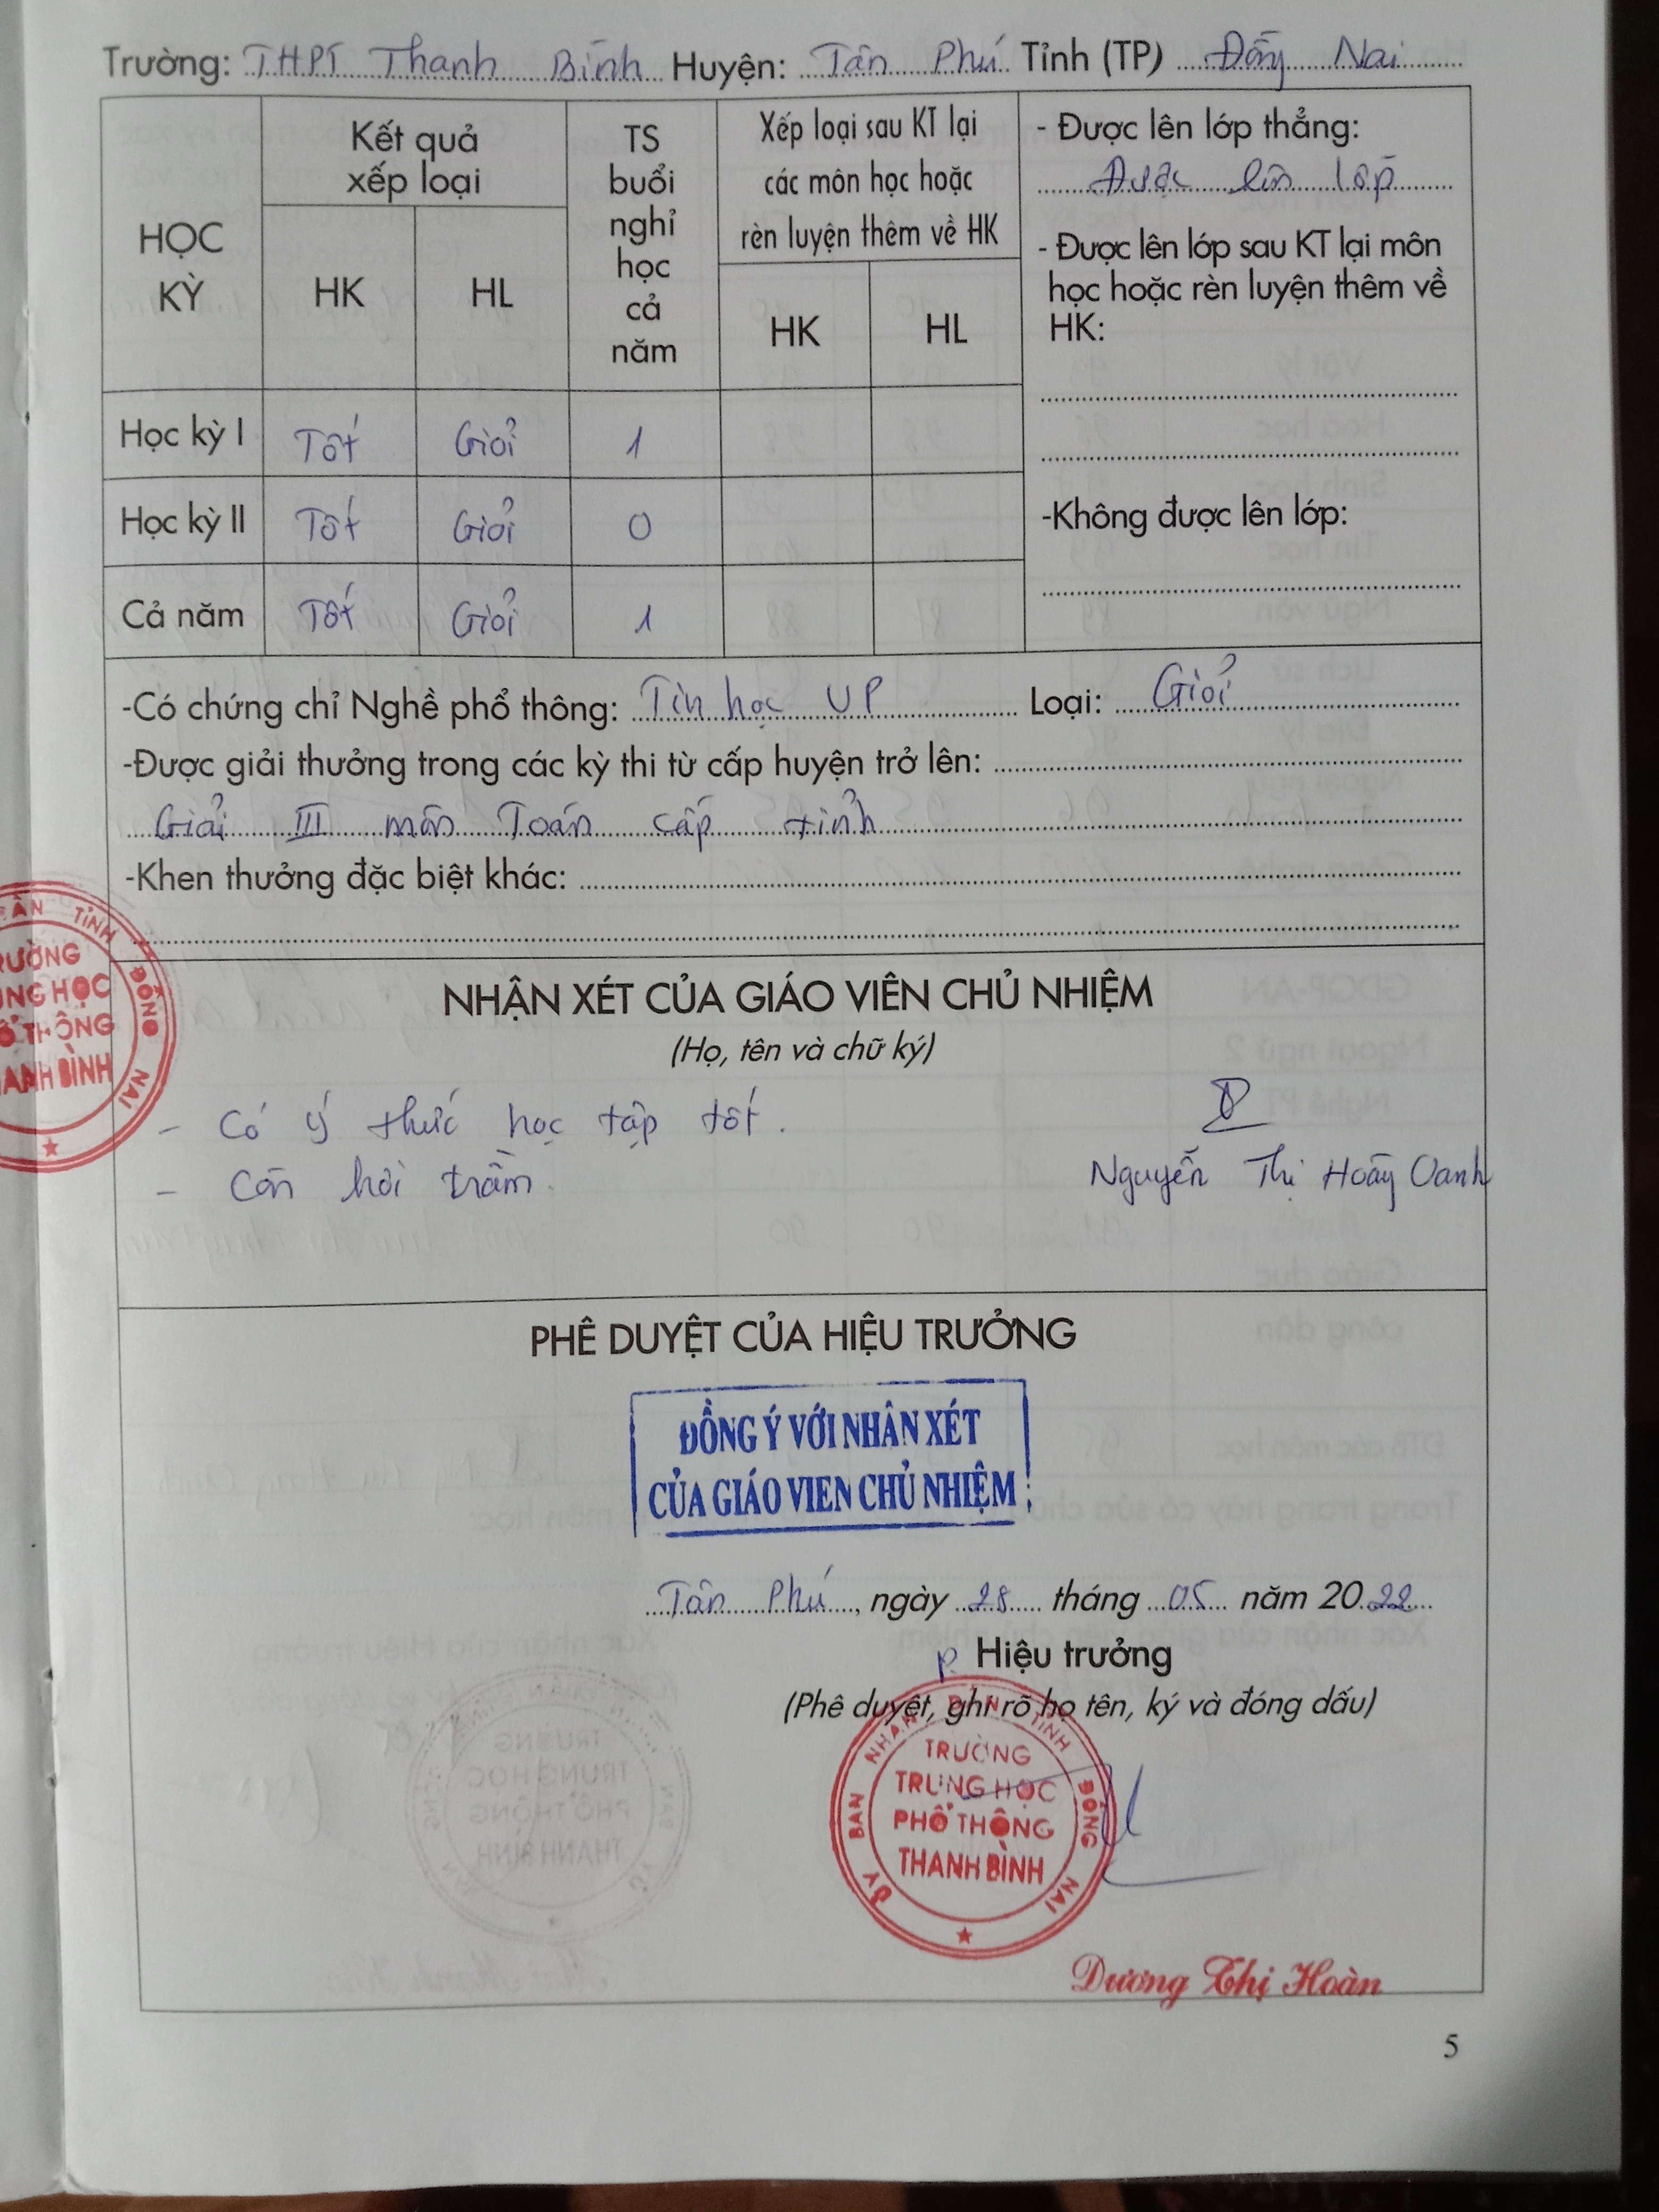 Trường: THPT Thanh Bình Huyện: Tân Phú Tỉnh (TP) Đồng Nai
HỌC KỲ
Kết quả xếp loại
HK
HL
TS buổi nghỉ học cả năm
Xếp loại sau KT lại các môn học hoặc rèn luyện thêm về HK
HK
HL
- Được lên lớp thẳng:
Được lên lớp
- Được lên lớp sau KT lại môn học hoặc rèn luyện thêm về HK:
-Không được lên lớp:
Học kỳ I Tốt Giỏi 1
Học kỳ II Tốt Giỏi 0
Cả năm Tốt Giỏi 1
-Có chứng chỉ Nghề phổ thông: Tin học VP Loại: Giỏi
-Được giải thưởng trong các kỳ thi từ cấp huyện trở lên:
Giải III môn Toán cấp tỉnh
-Khen thưởng đặc biệt khác:
NHẬN XÉT CỦA GIÁO VIÊN CHỦ NHIỆM
(Họ, tên và chữ ký)
- Có ý thức học tập tốt.
- Còn hơi trầm.
Nguyễn Thị Hoàng Oanh
PHÊ DUYỆT CỦA HIỆU TRƯỞNG
ĐỒNG Ý VỚI NHÂN XÉT
CỦA GIÁO VIEN CHỦ NHIỆM
Tân Phú, ngày 28 tháng 05 năm 2022
P. Hiệu trưởng
(Phê duyệt, ghi rõ họ tên, ký và đóng dấu)
ỦY BAN NHÂN DÂN TỈNH ĐỒNG NAI
TRƯỜNG
TRUNG HỌC
PHỔ THÔNG
THANH BÌNH
Dương Thị Hoàn
5